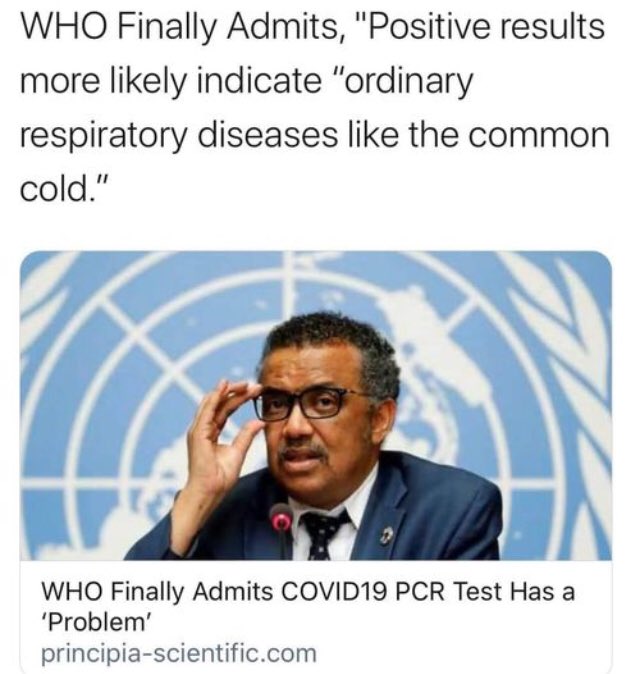 WHO Finally Admits, "Positive results
more likely indicate "ordinary
respiratory diseases like the common
cold."
WHO Finally Admits COVID19 PCR Test Has a
'Problem'
principia-scientific.com